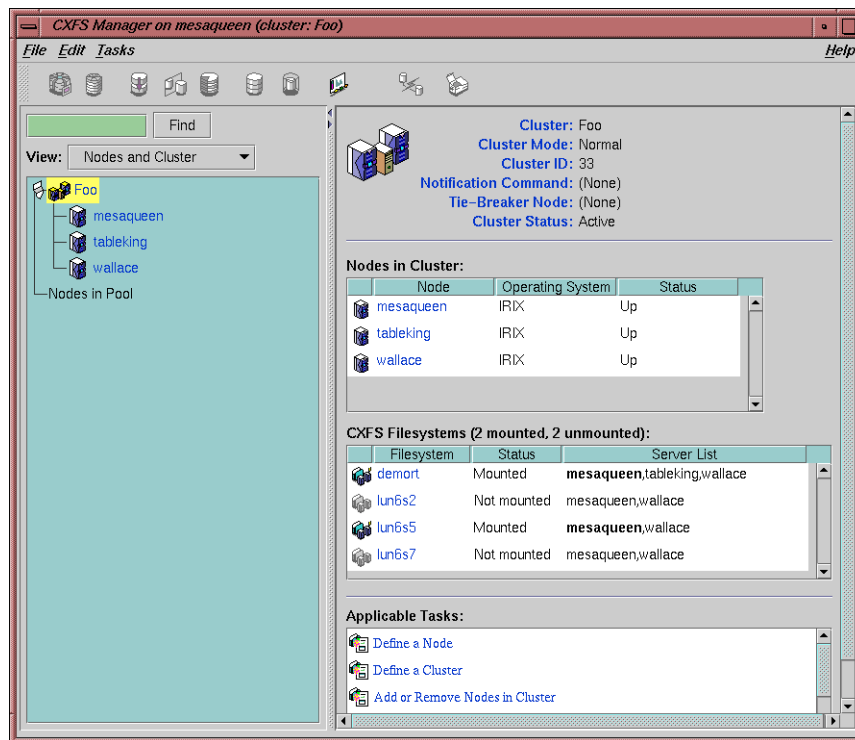 CXFS Manager on mesaqueen (cluster: Foo)
File Edit Tasks Help
Find
View: Nodes and Cluster
Foo
mesaqueen
tableking
wallace
Nodes in Pool
Cluster: Foo
Cluster Mode: Normal
Cluster ID: 33
Notification Command: (None)
Tie-Breaker Node: (None)
Cluster Status: Active
Nodes in Cluster:
Node Operating System Status
mesaqueen IRIX Up
tableking IRIX Up
wallace IRIX Up
CXFS Filesystems (2 mounted, 2 unmounted):
Filesystem Status Server List
demort Mounted mesaqueen,tableking,wallace
lun6s2 Not mounted mesaqueen,wallace
lun6s5 Mounted mesaqueen,wallace
lun6s7 Not mounted mesaqueen,wallace
Applicable Tasks:
Define a Node
Define a Cluster
Add or Remove Nodes in Cluster